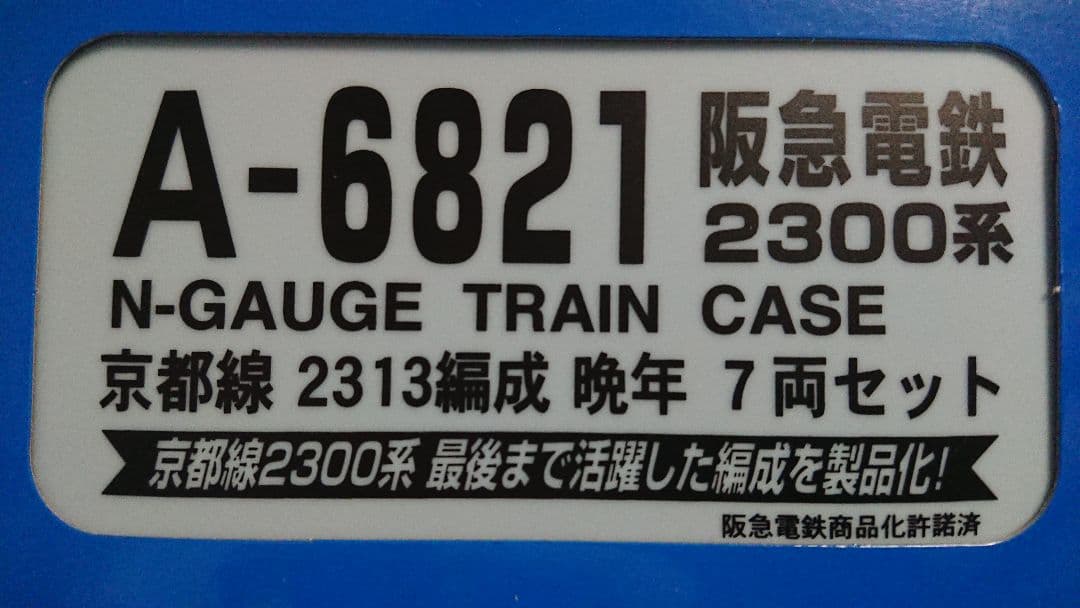 A-6821 阪急電鉄
2300系
N-GAUGE TRAIN CASE
京都線 2313編成 晩年 7両セット
京都線2300系 最後まで活躍した編成を製品化!
阪急電鉄商品化許諾済